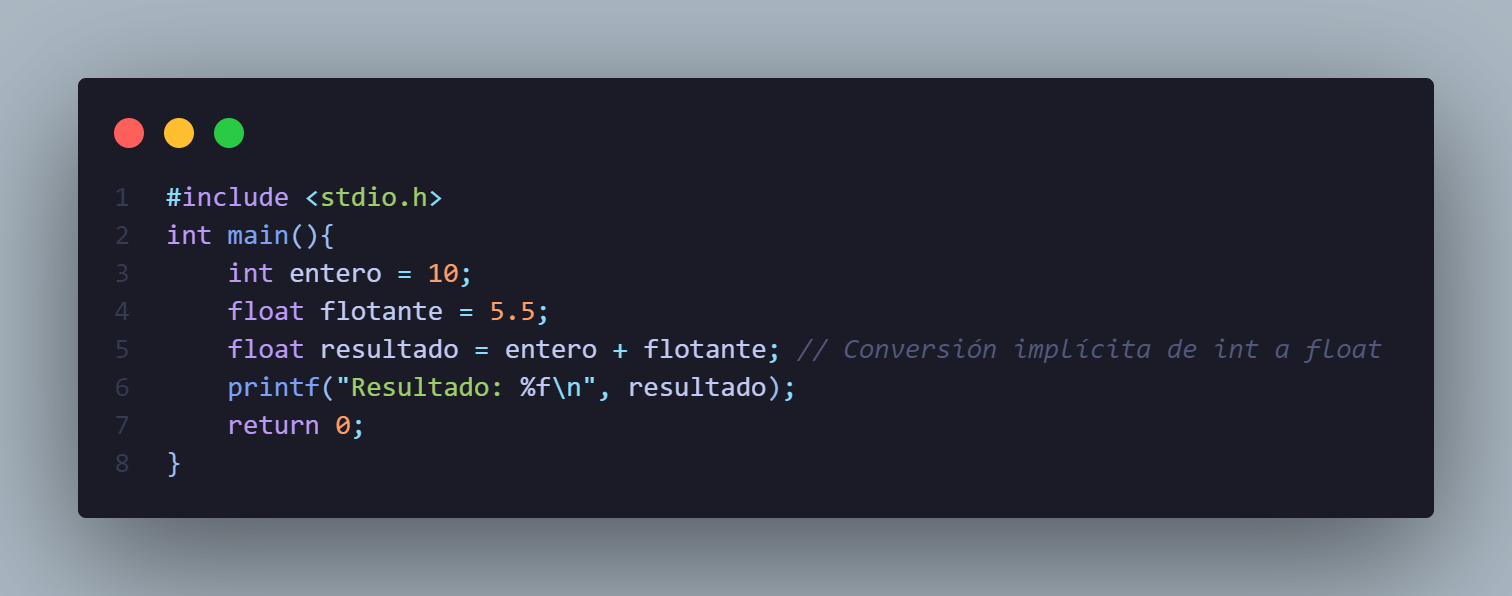 1 #include <stdio.h>
2 int main(){
3     int entero = 10;
4     float flotante = 5.5;
5     float resultado = entero + flotante; // Conversión implícita de int a float
6     printf("Resultado: %f\n", resultado);
7     return 0;
8 }